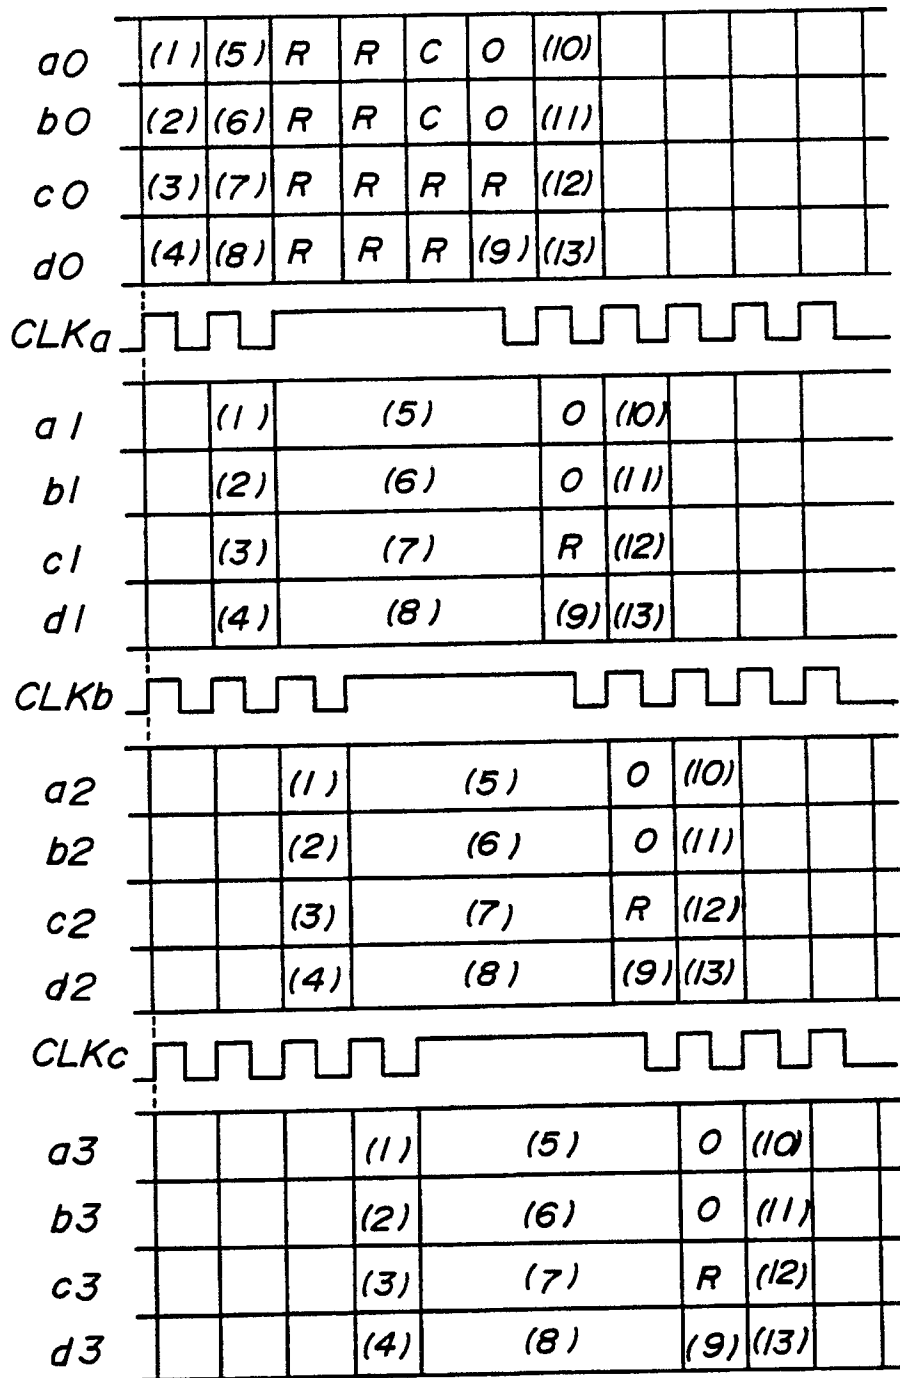 a0 (1) (5) R R C O (10)
b0 (2) (6) R R C O (11)
c0 (3) (7) R R R R (12)
d0 (4) (8) R R R (9) (13)
CLKa
a1 (1) (5) O (10)
b1 (2) (6) O (11)
c1 (3) (7) R (12)
d1 (4) (8) (9) (13)
CLKb
a2 (1) (5) O (10)
b2 (2) (6) O (11)
c2 (3) (7) R (12)
d2 (4) (8) (9) (13)
CLKc
a3 (1) (5) O (10)
b3 (2) (6) O (11)
c3 (3) (7) R (12)
d3 (4) (8) (9) (13)